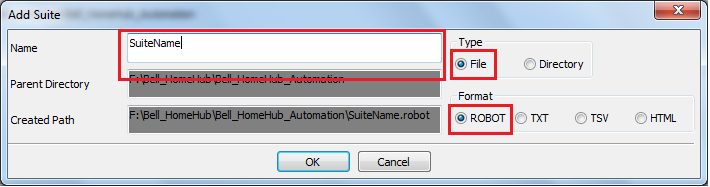 Add Suite
Name
SuiteName
Type
File
Directory
Parent Directory
F:\Bell_HomeHub\Bell_HomeHub_Automation
Created Path
F:\Bell_HomeHub\Bell_HomeHub_Automation\SuiteName.robot
Format
ROBOT
TXT
TSV
HTML
OK
Cancel